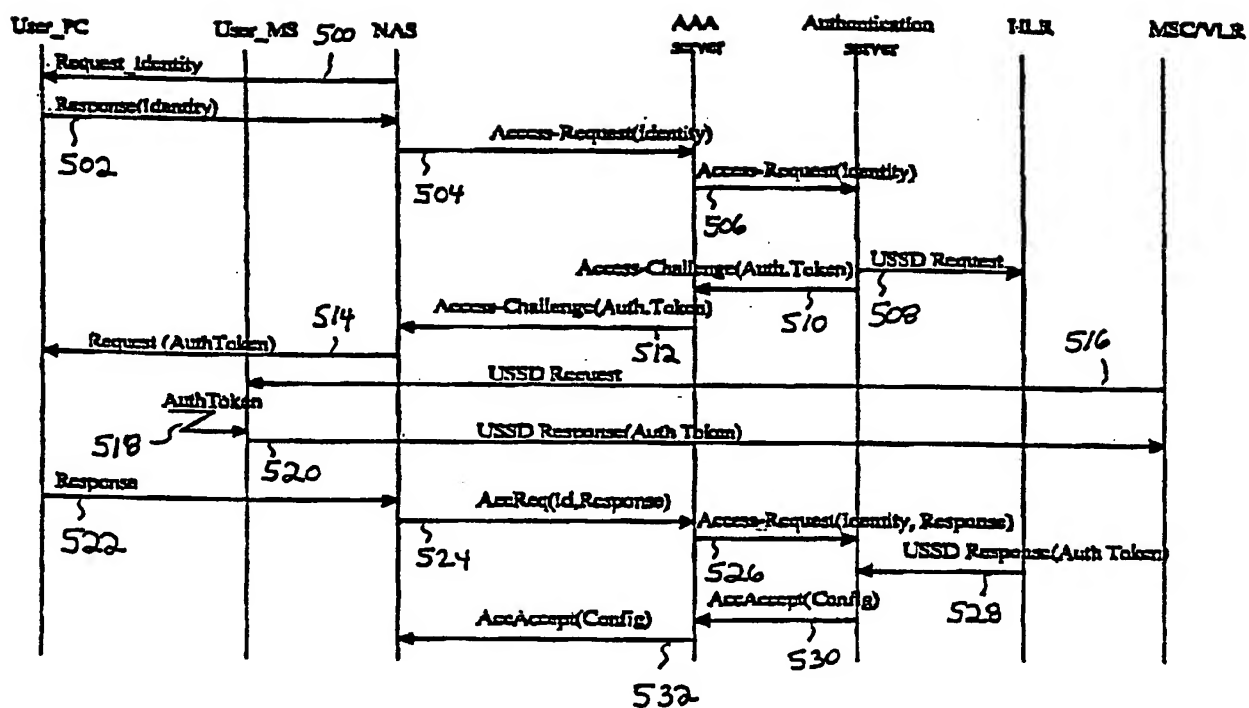 User_PC
User_MS
500
NAS
AAA
server
Authentication
server
HLR
MSC/VLR
Request_Identity
Response(Identity)
502
Access-Request(Identity)
504
Access-Request(Identity)
506
USSD Request
508
Access-Challenge(Auth.Token)
510
Access-Challenge(Auth.Token)
512
514
Request (AuthToken)
516
USSD Request
AuthToken
518
USSD Response(Auth Token)
520
Response
522
AccReq(Id,Response)
524
Access-Request(Identity, Response)
526
USSD Response(Auth Token)
528
AccAccept(Config)
530
AccAccept(Config)
532